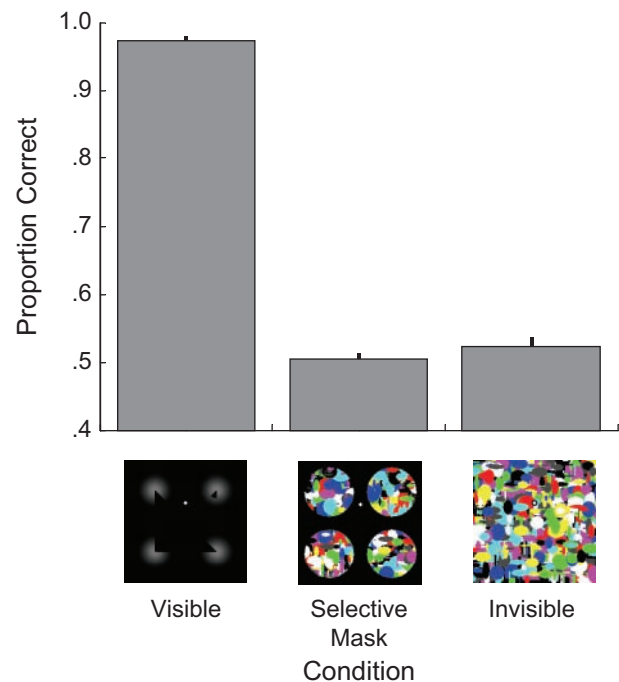 1.0
.9
.8
.7
.6
.5
.4
Proportion Correct
Visible
Selective
Mask
Invisible
Condition